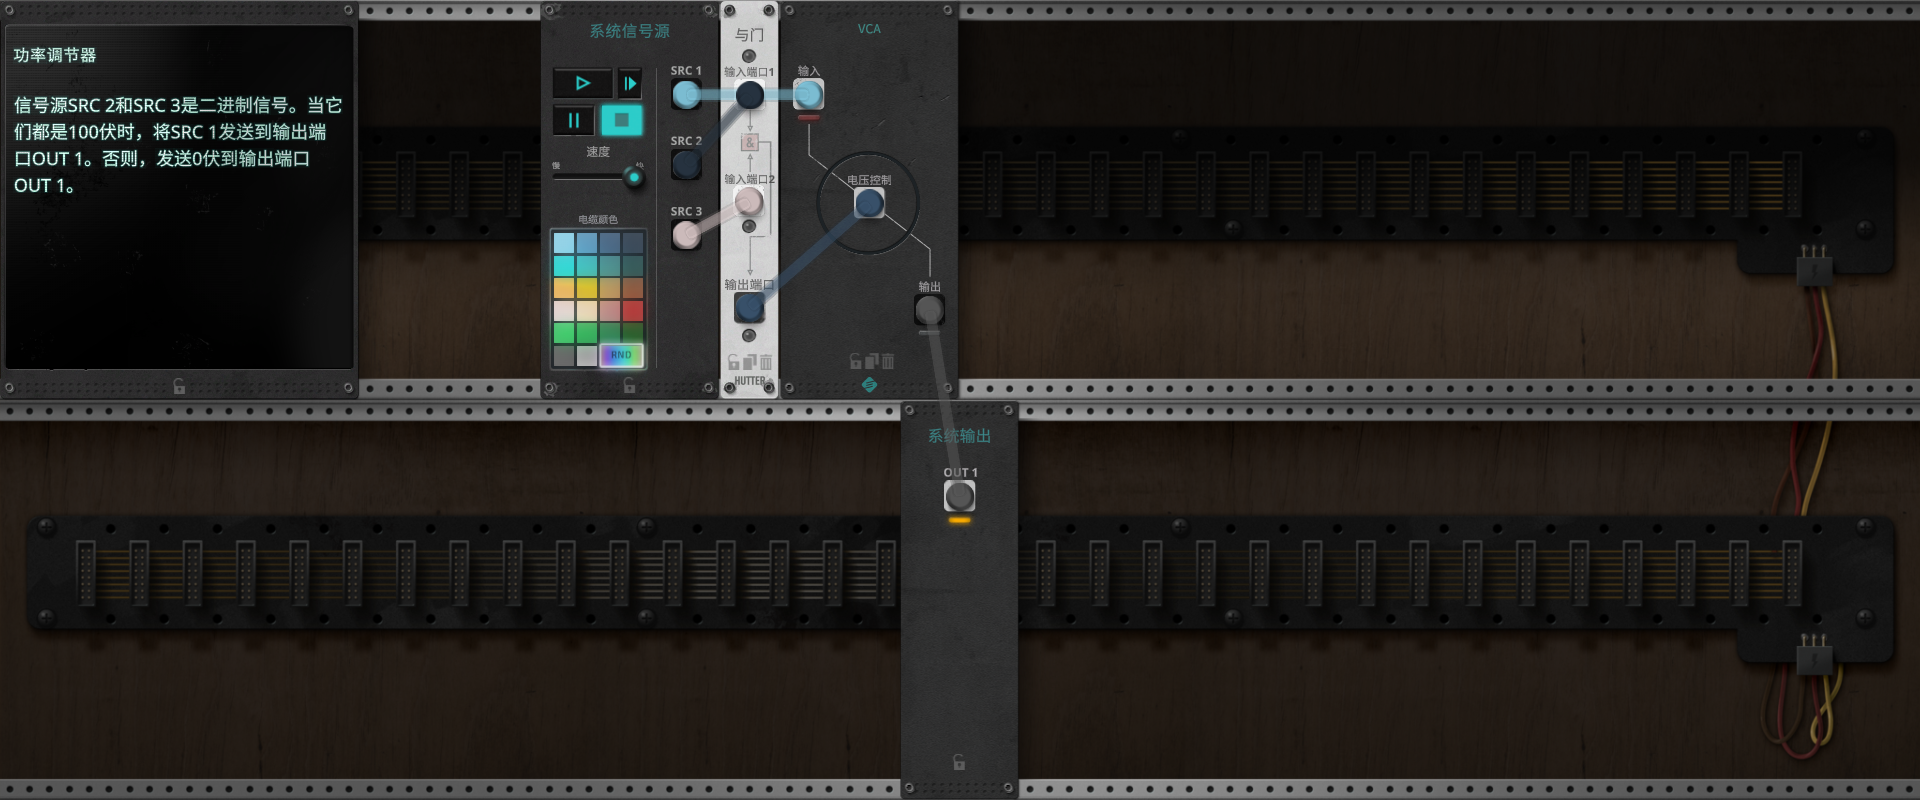 功率调节器
信号源SRC 2和SRC 3是二进制信号。当它
们都是100伏时，将SRC 1发送到输出端
口OUT 1。否则，发送0伏到输出端口
OUT 1。
系统信号源
SRC 1
SRC 2
速度
慢
SRC 3
电缆颜色
RND
与门
输入端口1
&
输入端口2
输出端口
HUTTER
VCA
输入
电压控制
输出
系统输出
OUT 1